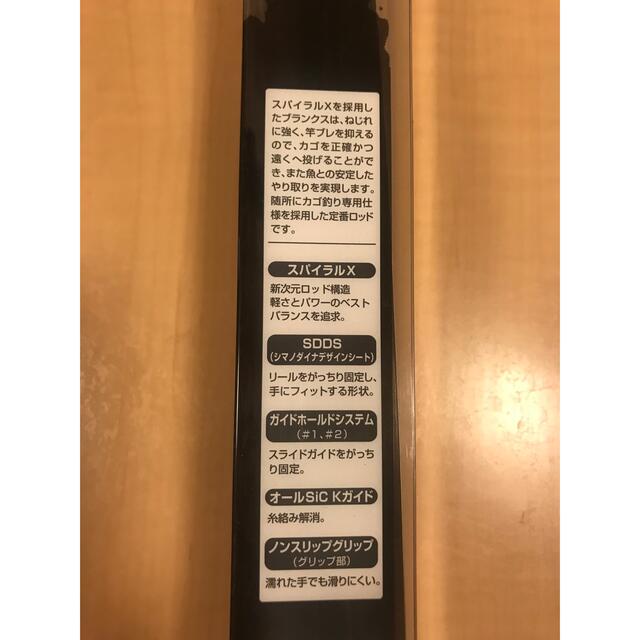 スパイラルXを採用し
たブランクスは、ねじれ
に強く、竿ブレを抑える
ので、カゴを正確かつ
遠くへ投げることがで
き、また魚との安定した
やり取りを実現します。
随所にカゴ釣り専用仕
様を採用した定番ロッド
です。
スパイラルX
新次元ロッド構造
軽さとパワーのベスト
バランスを追求。
SDDS
(シマノダイナデザインシート)
リールをがっちり固定し、
手にフィットする形状。
ガイドホールドシステム
(#1、#2)
スライドガイドをがっち
り固定。
オールSiC Kガイド
糸絡み解消。
ノンスリップグリップ
(グリップ部)
濡れた手でも滑りにくい。